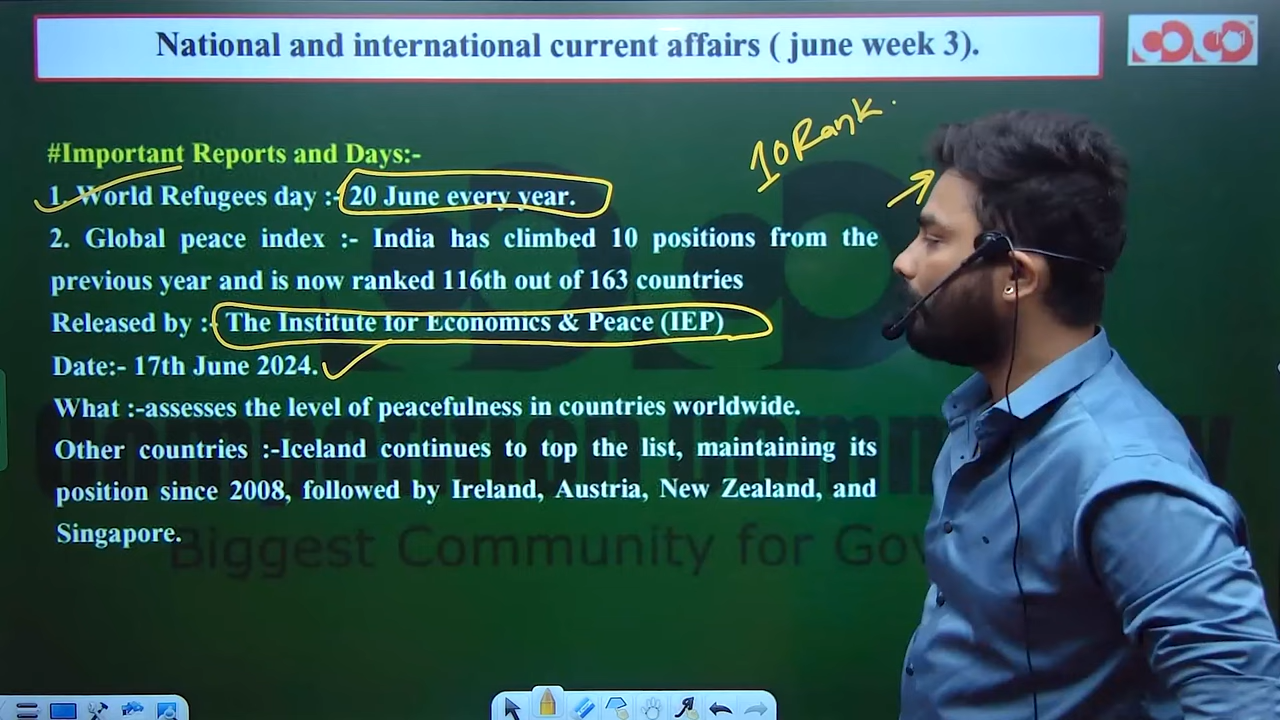 National and international current affairs ( june week 3).
10 Rank.
#Important Reports and Days:-
1. World Refugees day :- 20 June every year.
2. Global peace index :- India has climbed 10 positions from the
previous year and is now ranked 116th out of 163 countries
Released by :- The Institute for Economics & Peace (IEP)
Date:- 17th June 2024.
What :-assesses the level of peacefulness in countries worldwide.
Other countries :-Iceland continues to top the list, maintaining its
position since 2008, followed by Ireland, Austria, New Zealand, and
Singapore.
Biggest Community for Gov